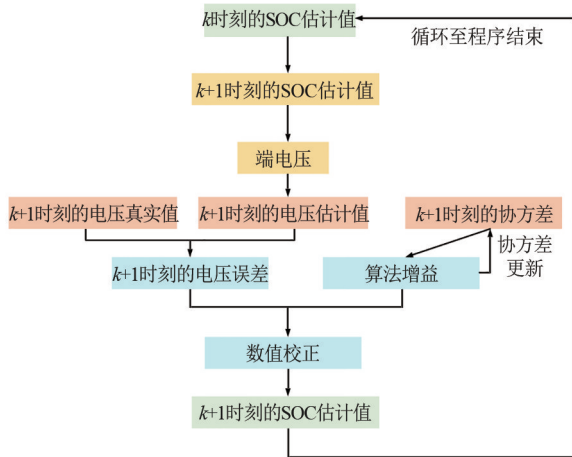 k时刻的SOC估计值
循环至程序结束
k+1时刻的SOC估计值
端电压
k+1时刻的电压真实值
k+1时刻的电压估计值
k+1时刻的协方差
协方差
更新
k+1时刻的电压误差
算法增益
数值校正
k+1时刻的SOC估计值